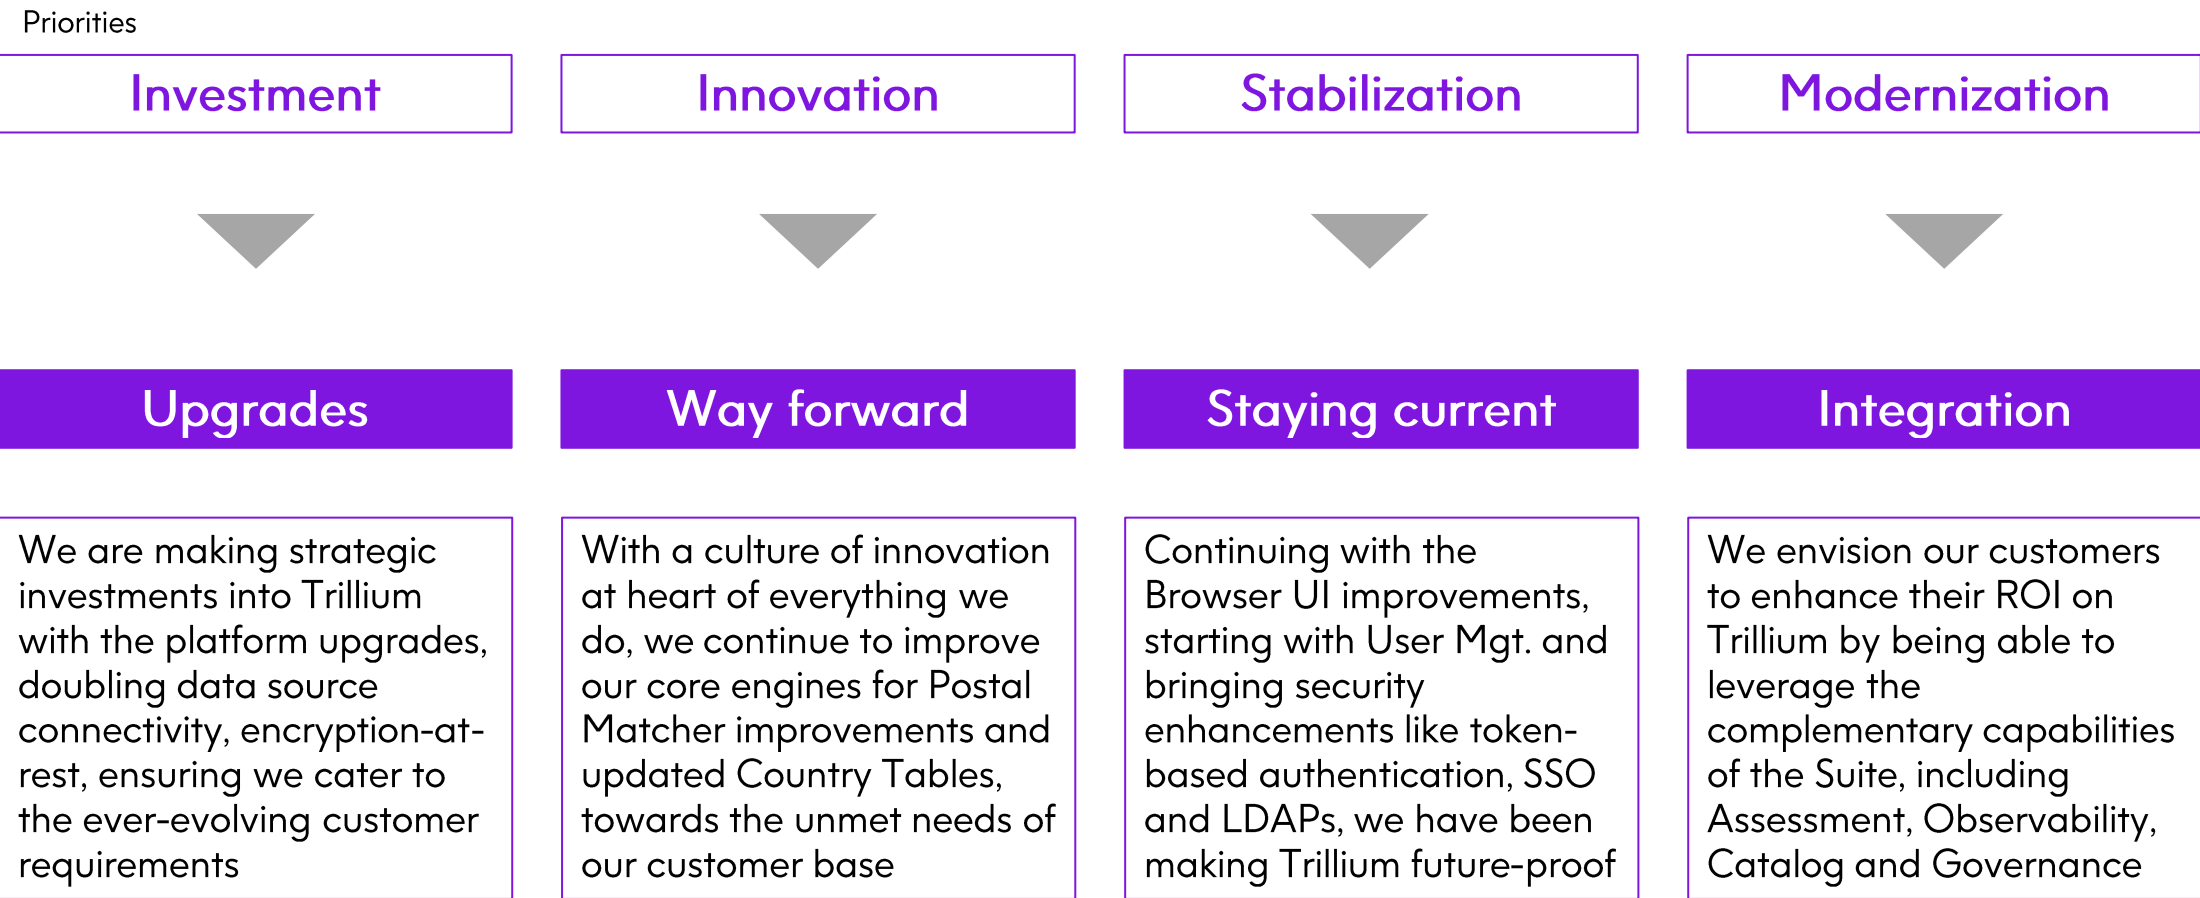 Priorities
Investment
Innovation
Stabilization
Modernization
Upgrades
Way forward
Staying current
Integration
We are making strategic
investments into Trillium
with the platform upgrades,
doubling data source
connectivity, encryption-at-
rest, ensuring we cater to
the ever-evolving customer
requirements
With a culture of innovation
at heart of everything we
do, we continue to improve
our core engines for Postal
Matcher improvements and
updated Country Tables,
towards the unmet needs of
our customer base
Continuing with the
Browser UI improvements,
starting with User Mgt. and
bringing security
enhancements like token-
based authentication, SSO
and LDAPs, we have been
making Trillium future-proof
We envision our customers
to enhance their ROI on
Trillium by being able to
leverage the
complementary capabilities
of the Suite, including
Assessment, Observability,
Catalog and Governance